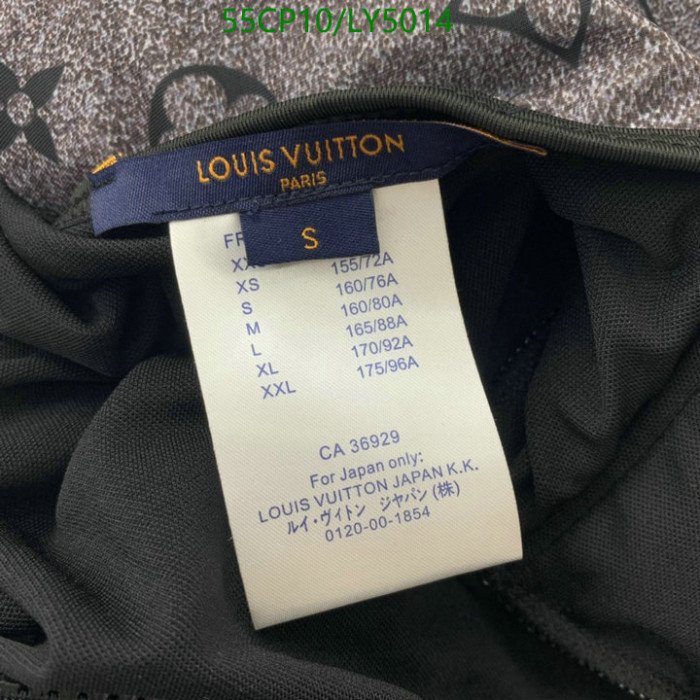 55CP10/LY5014
LOUIS VUITTON
PARIS
S
FR
155/72A
XS 160/76A
S 160/80A
M 165/88A
L 170/92A
XL 175/96A
XXL
CA 36929
For Japan only:
LOUIS VUITTON JAPAN K.K.
ルイ・ヴィトン ジャパン (株)
0120-00-1854